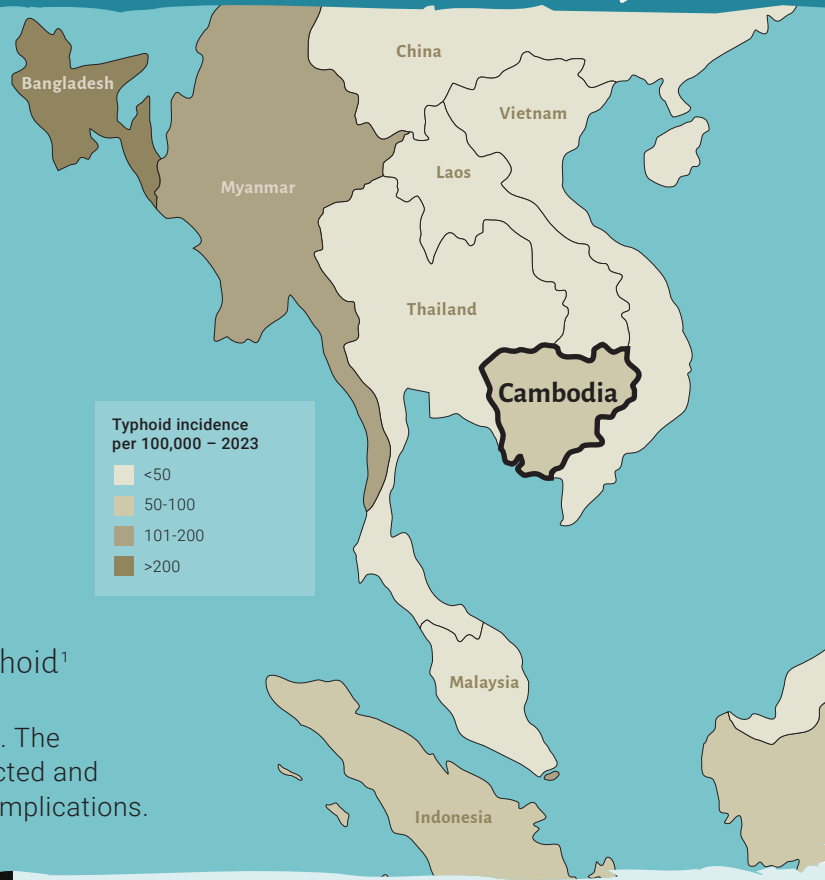 China
Bangladesh
Vietnam
Laos
Myanmar
Thailand
Cambodia
Typhoid incidence
per 100,000 – 2023
<50
50-100
101-200
>200
hoid¹
Malaysia
. The
cted and
mplications.
Indonesia